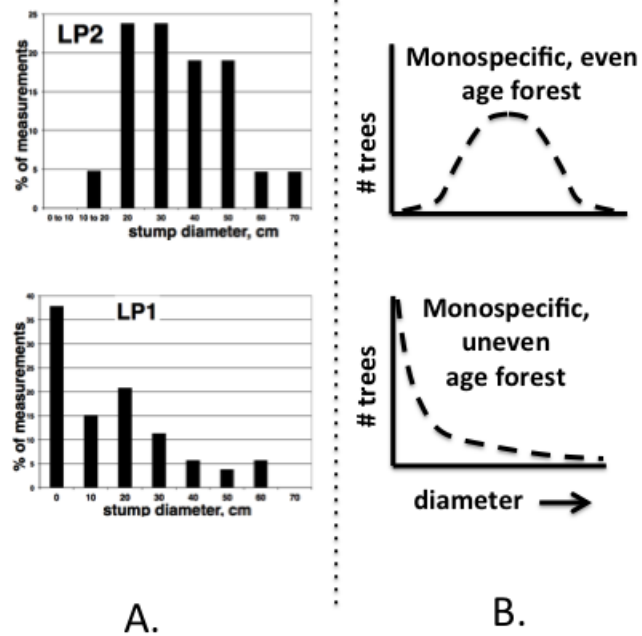 LP2
% of measurements
25
20
15
10
5
0
0 to 10 10 to 20 20 30 40 50 60 70
stump diameter, cm
LP1
% of measurements
40
35
30
25
20
15
10
5
0
0 10 20 30 40 50 60 70
stump diameter, cm
A.
Monospecific, even
age forest
# trees
Monospecific,
uneven
age forest
# trees
diameter
B.